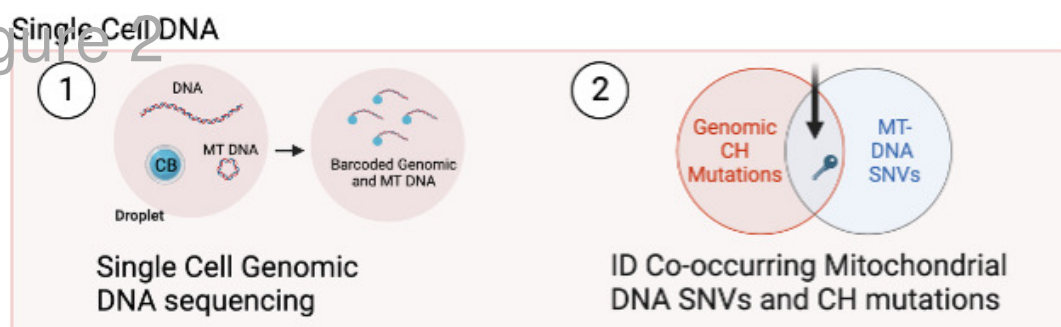 Single Cell DNA
gure 2
1
DNA
CB
MT DNA
Droplet
Barcoded Genomic
and MT DNA
Single Cell Genomic
DNA sequencing
2
Genomic
CH
Mutations
MT-
DNA
SNVs
ID Co-occurring Mitochondrial
DNA SNVs and CH mutations